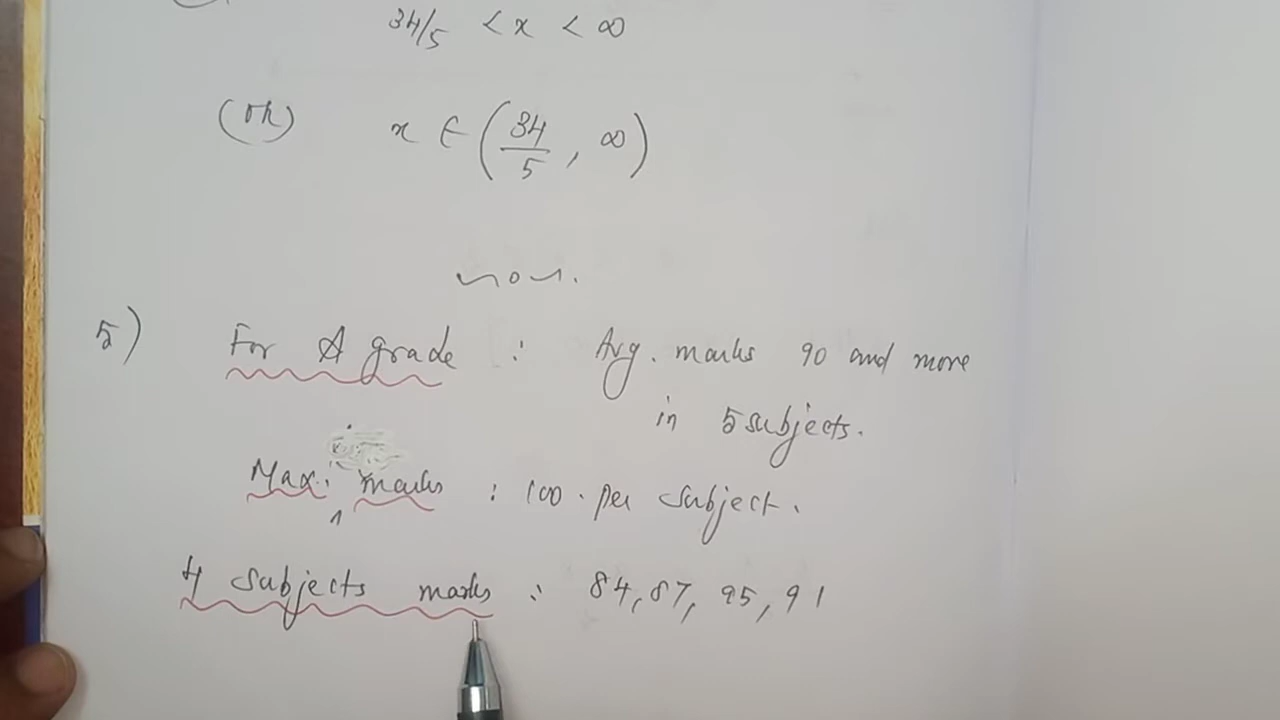 34/5 < x < ∞
(or) x ∈ (34/5, ∞)
5) For A grade : Avg. marks 90 and more
in 5 subjects.
Max. marks : 100 . per subject.
4 subjects marks : 84, 87, 95, 91